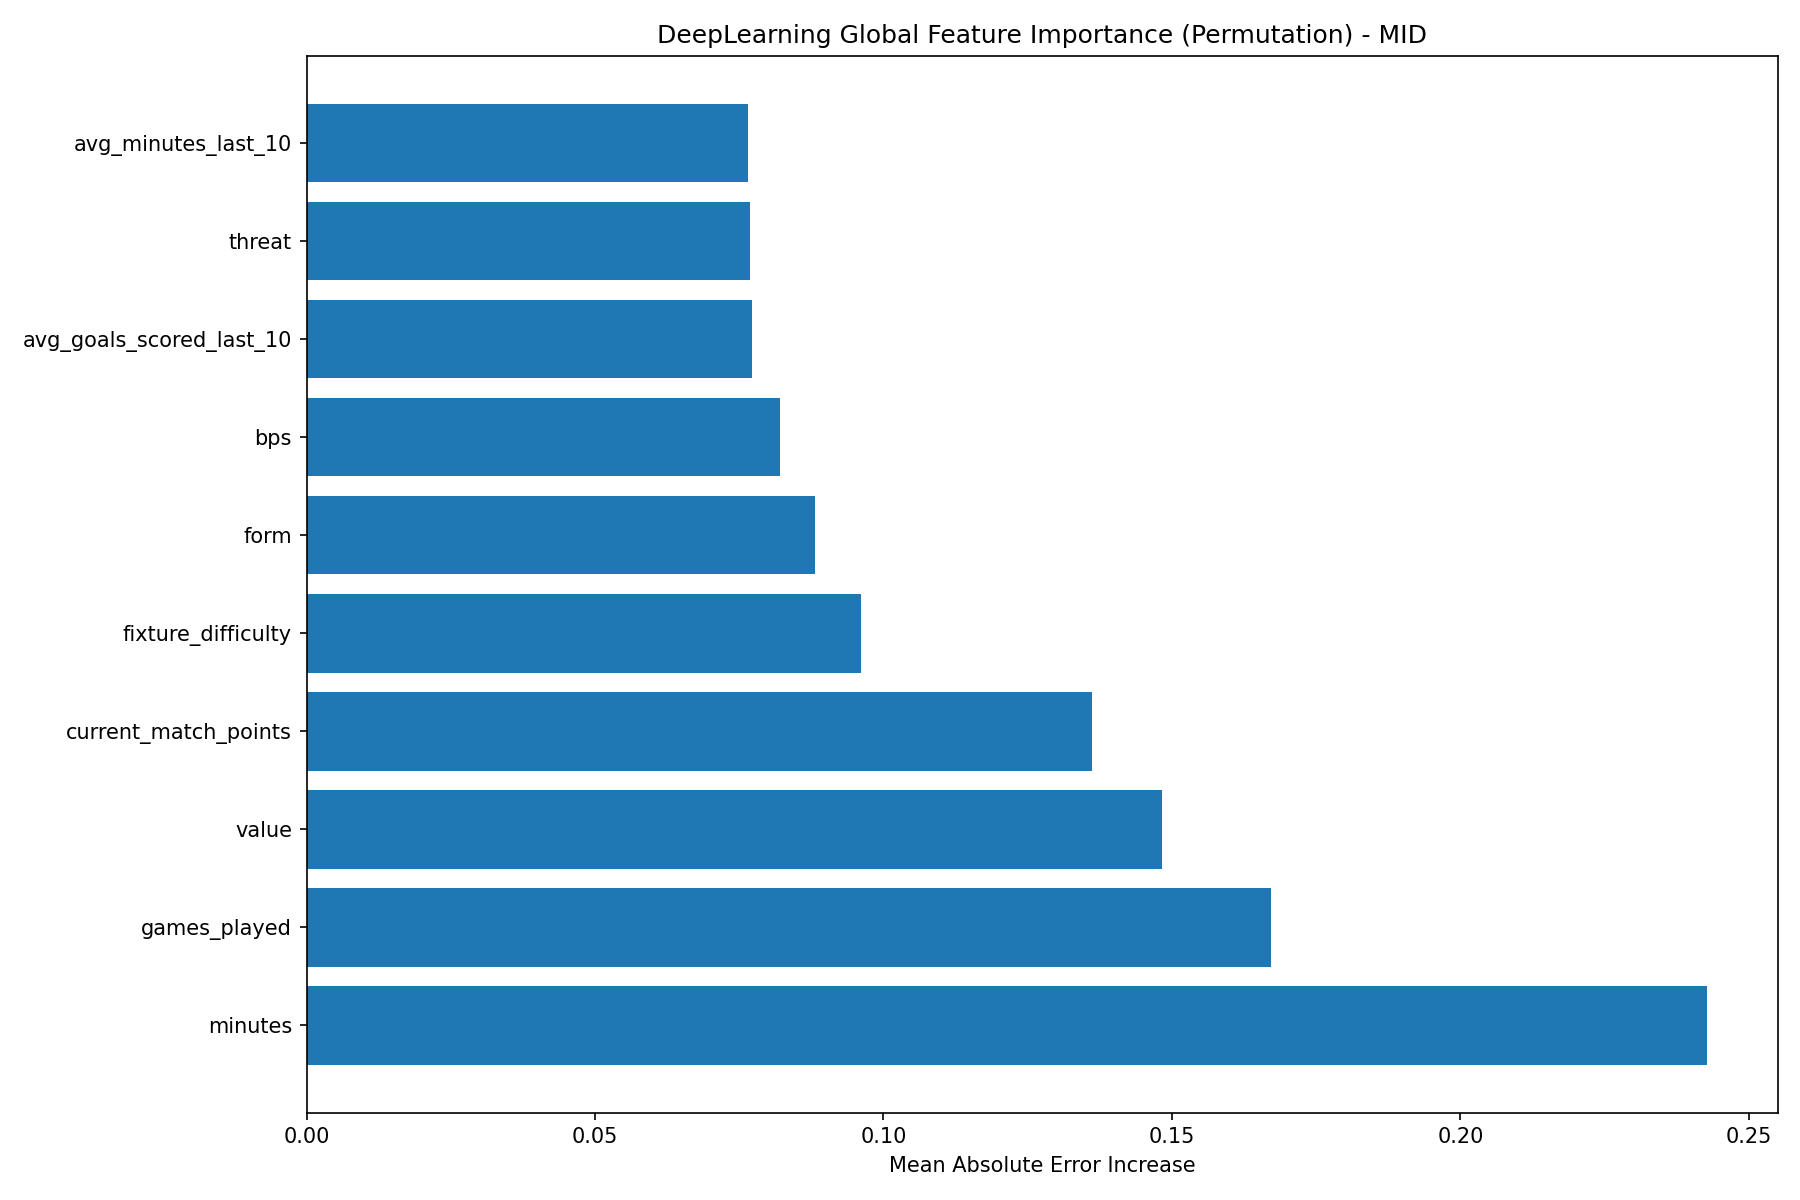 DeepLearning Global Feature Importance (Permutation) - MID
avg_minutes_last_10
threat
avg_goals_scored_last_10
bps
form
fixture_difficulty
current_match_points
value
games_played
minutes
0.00 0.05 0.10 0.15 0.20 0.25
Mean Absolute Error Increase